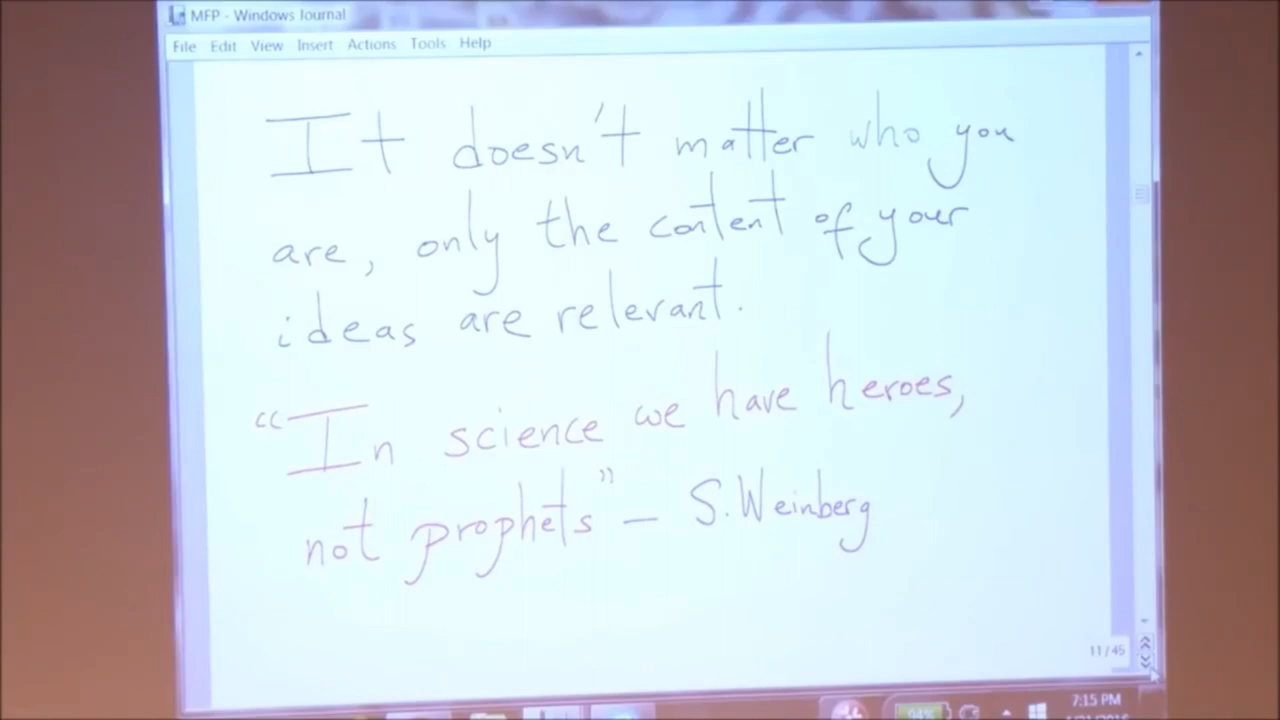 MFP - Windows Journal
File Edit View Insert Actions Tools Help
It doesn't matter who you
are, only the content of your
ideas are relevant.
“In science we have heroes,
not prophets” – S. Weinberg
11/45
7:15 PM